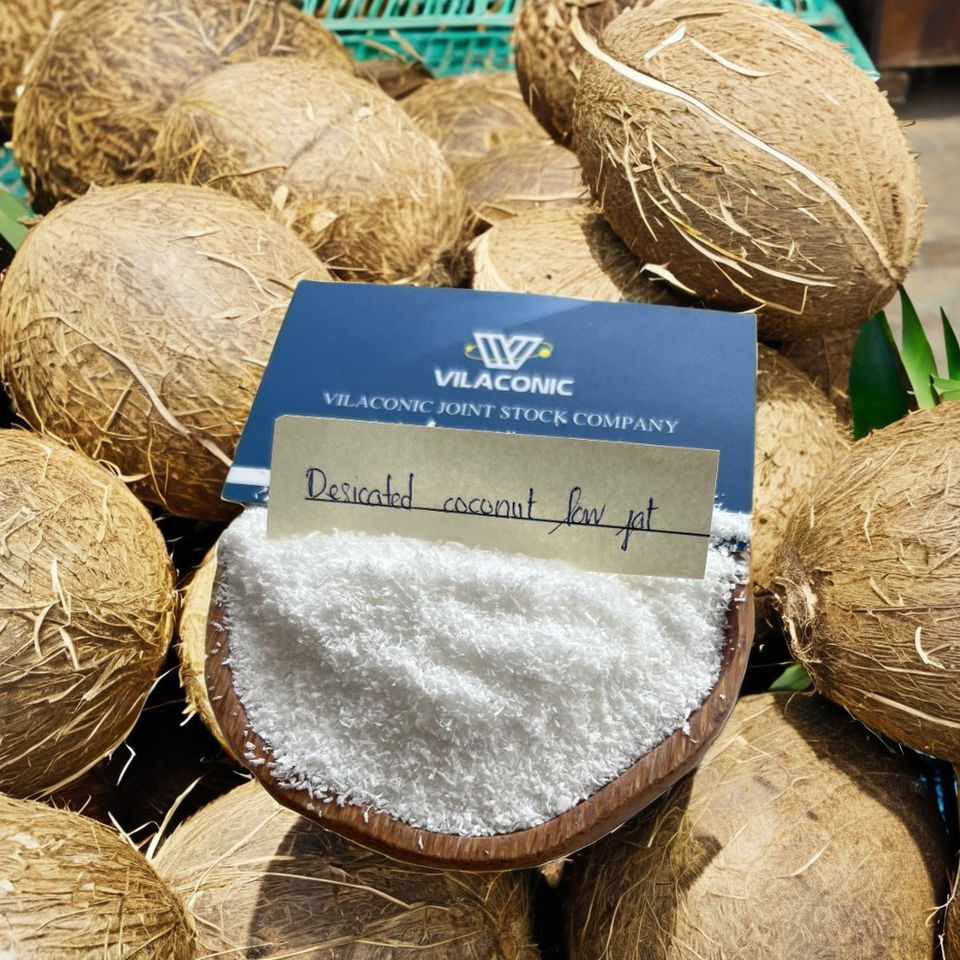 VILACONIC
VILACONIC JOINT STOCK COMPANY
Desicated coconut low fat